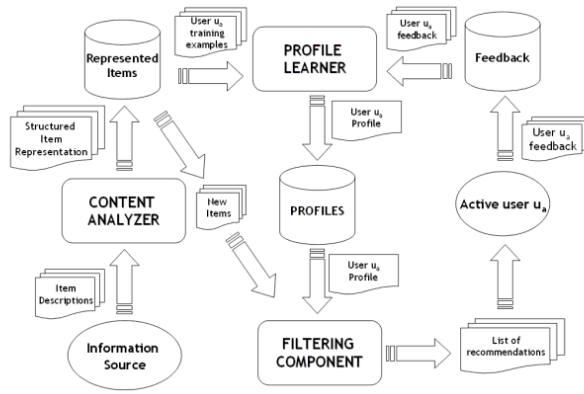 User uₐ
training
examples
User uₐ
feedback
Represented
Items
PROFILE
LEARNER
Feedback
Structured
Item
Representation
User uₐ
Profile
User uₐ
feedback
CONTENT
ANALYZER
New
Items
PROFILES
Active user uₐ
Item
Descriptions
User uₐ
Profile
Information
Source
FILTERING
COMPONENT
List of
recommendations